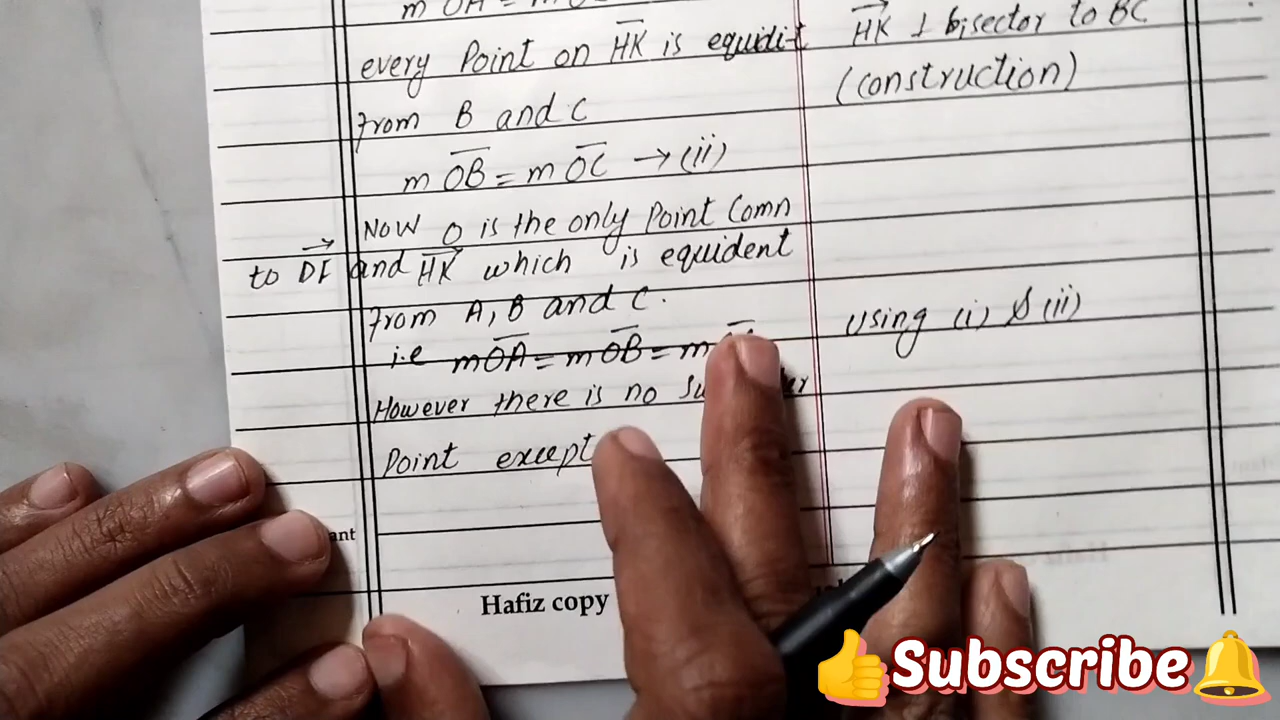 m OA = m
every Point on HK is equidi-t
HK ⊥ bisector to BC
(construction)
from B and C
m OB = m OC → (ii)
Now O is the only Point Comn
to DF and HK which is equident
from A, B and C.
i.e m OA = m OB = m
Using (i) & (ii)
However there is no
Point except
ant
Hafiz copy
Subscribe